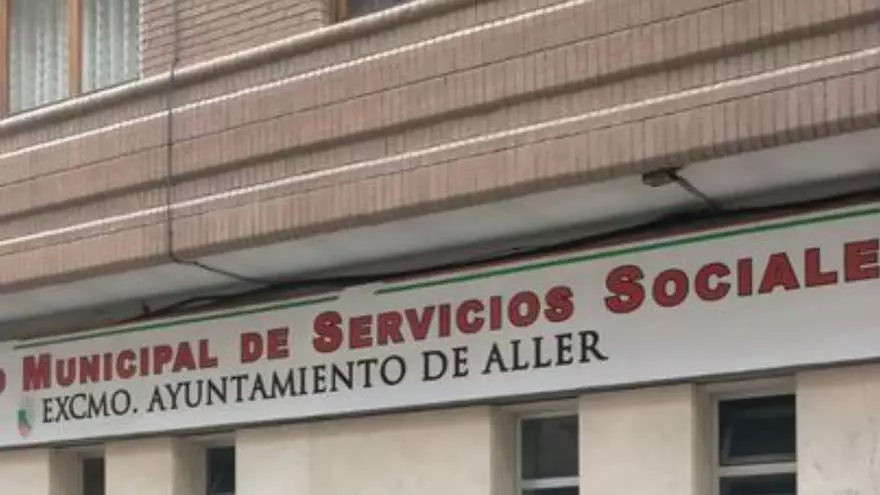 MUNICIPAL DE SERVICIOS SOCIALE
EXCMO. AYUNTAMIENTO DE ALLER